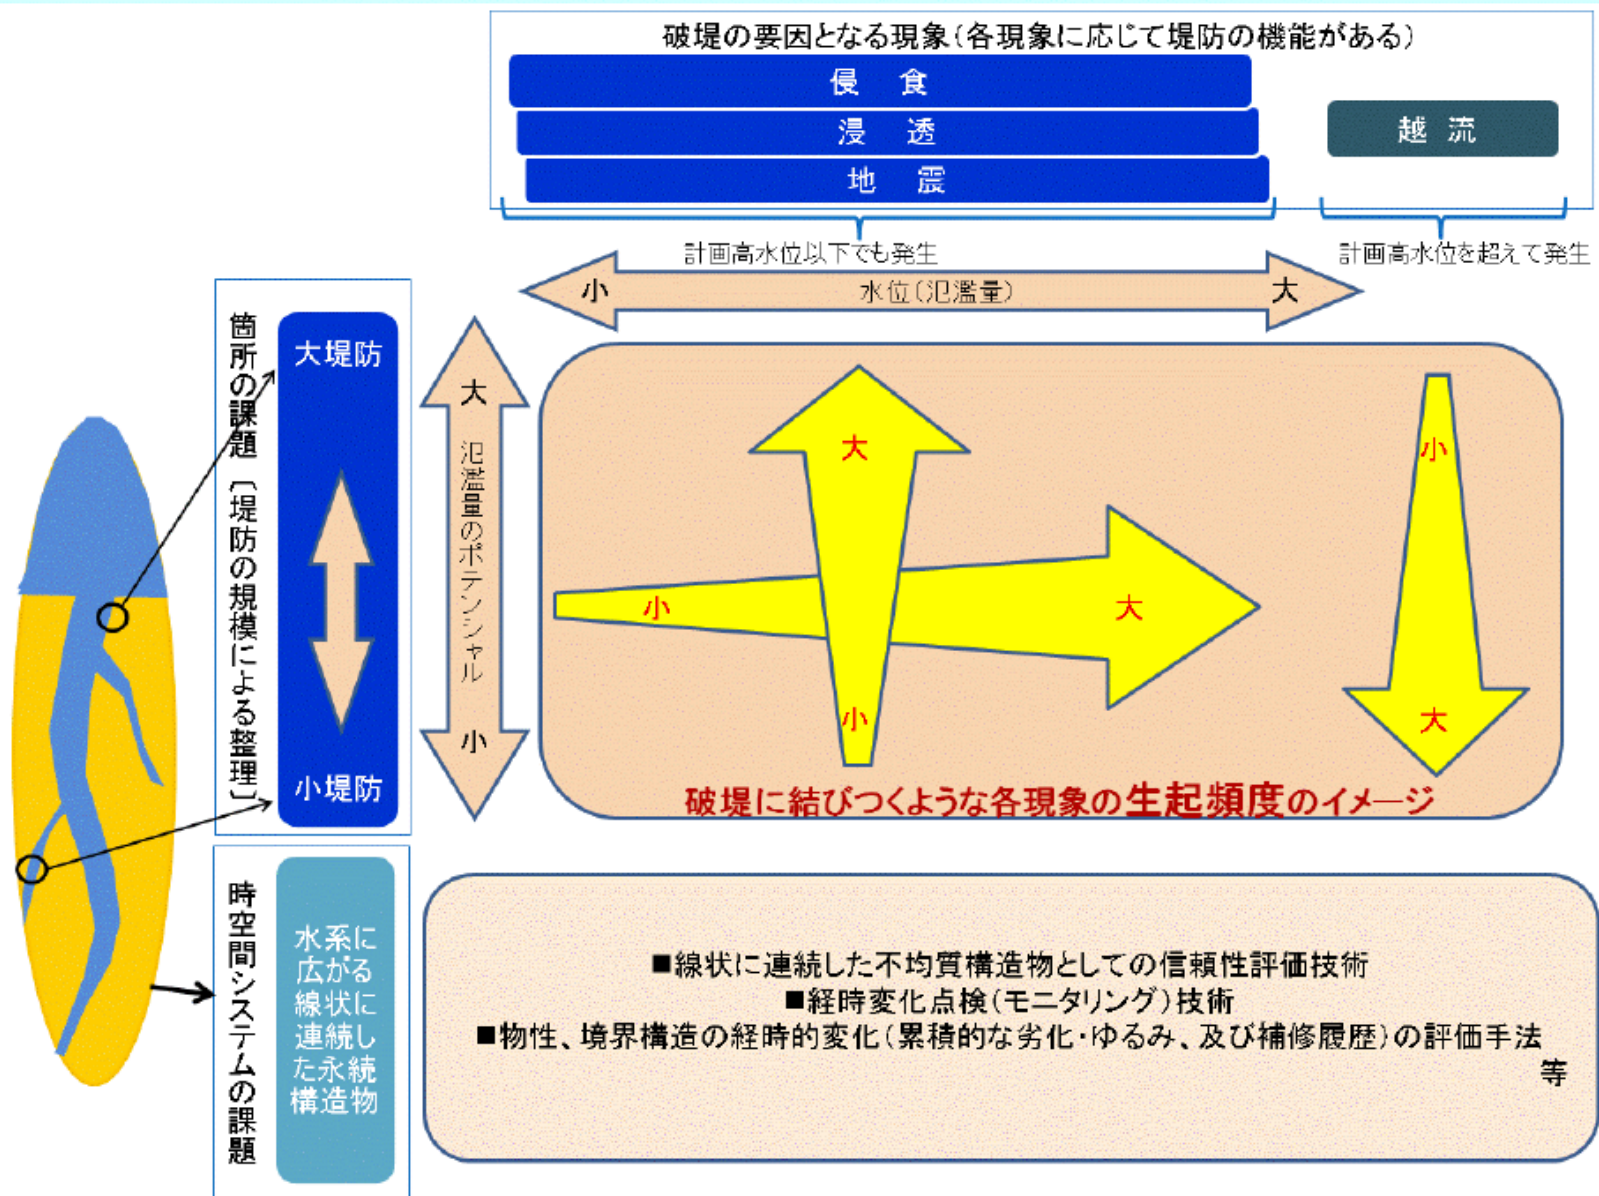 破堤の要因となる現象(各現象に応じて堤防の機能がある)
侵 食
浸 透
地 震
越 流
計画高水位以下でも発生
計画高水位を超えて発生
小
水位(氾濫量)
大
箇所の課題〔堤防の規模による整理〕
大堤防
小堤防
大
氾濫量のポテンシャル
小
大
小
小
大
小
大
破堤に結びつくような各現象の生起頻度のイメージ
時空間システムの課題
水系に
広がる
線状に
連続し
た永続
構造物
■線状に連続した不均質構造物としての信頼性評価技術
■経時変化点検(モニタリング)技術
■物性、境界構造の経時的変化(累積的な劣化・ゆるみ、及び補修履歴)の評価手法
等